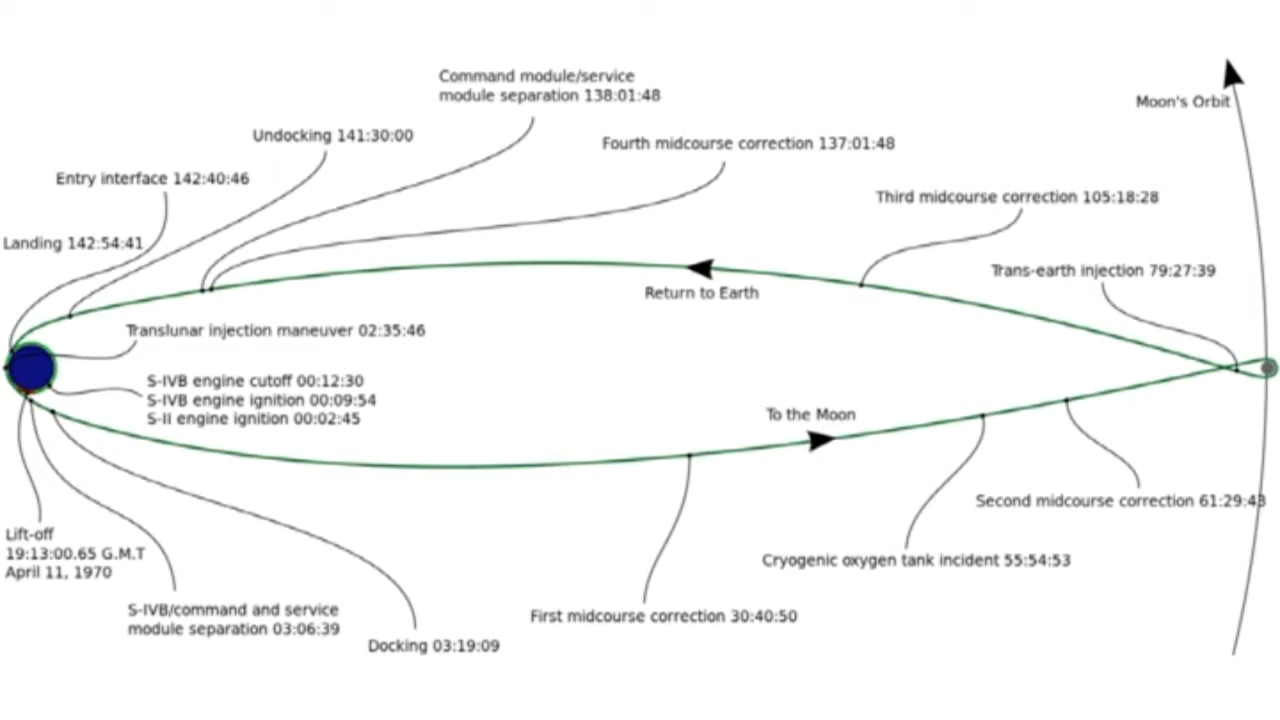 Command module/service
module separation 138:01:48
Undocking 141:30:00
Fourth midcourse correction 137:01:48
Entry interface 142:40:46
Landing 142:54:41
Moon's Orbit
Third midcourse correction 105:18:28
Trans-earth injection 79:27:39
Return to Earth
Translunar injection maneuver 02:35:46
S-IVB engine cutoff 00:12:30
S-IVB engine ignition 00:09:54
S-II engine ignition 00:02:45
To the Moon
Second midcourse correction 61:29:43
Lift-off
19:13:00.65 G.M.T
April 11, 1970
Cryogenic oxygen tank incident 55:54:53
S-IVB/command and service
module separation 03:06:39
First midcourse correction 30:40:50
Docking 03:19:09